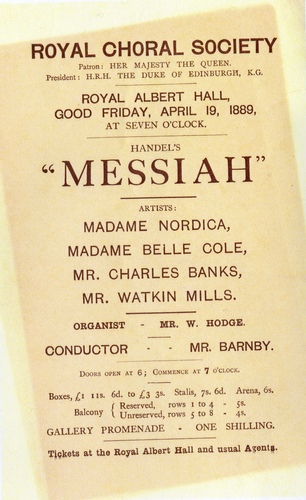 ROYAL CHORAL SOCIETY
Patron: HER MAJESTY THE QUEEN.
President: H.R.H. THE DUKE OF EDINBURGH, K.G.
ROYAL ALBERT HALL,
GOOD FRIDAY, APRIL 19, 1889,
AT SEVEN O'CLOCK.
HANDEL'S
"MESSIAH"
ARTISTS:
MADAME NORDICA,
MADAME BELLE COLE,
MR. CHARLES BANKS,
MR. WATKIN MILLS.
ORGANIST - MR. W. HODGE.
CONDUCTOR - - MR. BARNBY.
DOORS OPEN AT 6; COMMENCE AT 7 O'CLOCK.
Boxes, £1 11s. 6d. to £3 3s. Stalls, 7s. 6d. Arena, 6s.
Balcony { Reserved, rows 1 to 4 - 5s.
Unreserved, rows 5 to 8 - 4s.
GALLERY PROMENADE - ONE SHILLING.
Tickets at the Royal Albert Hall and usual Agents.